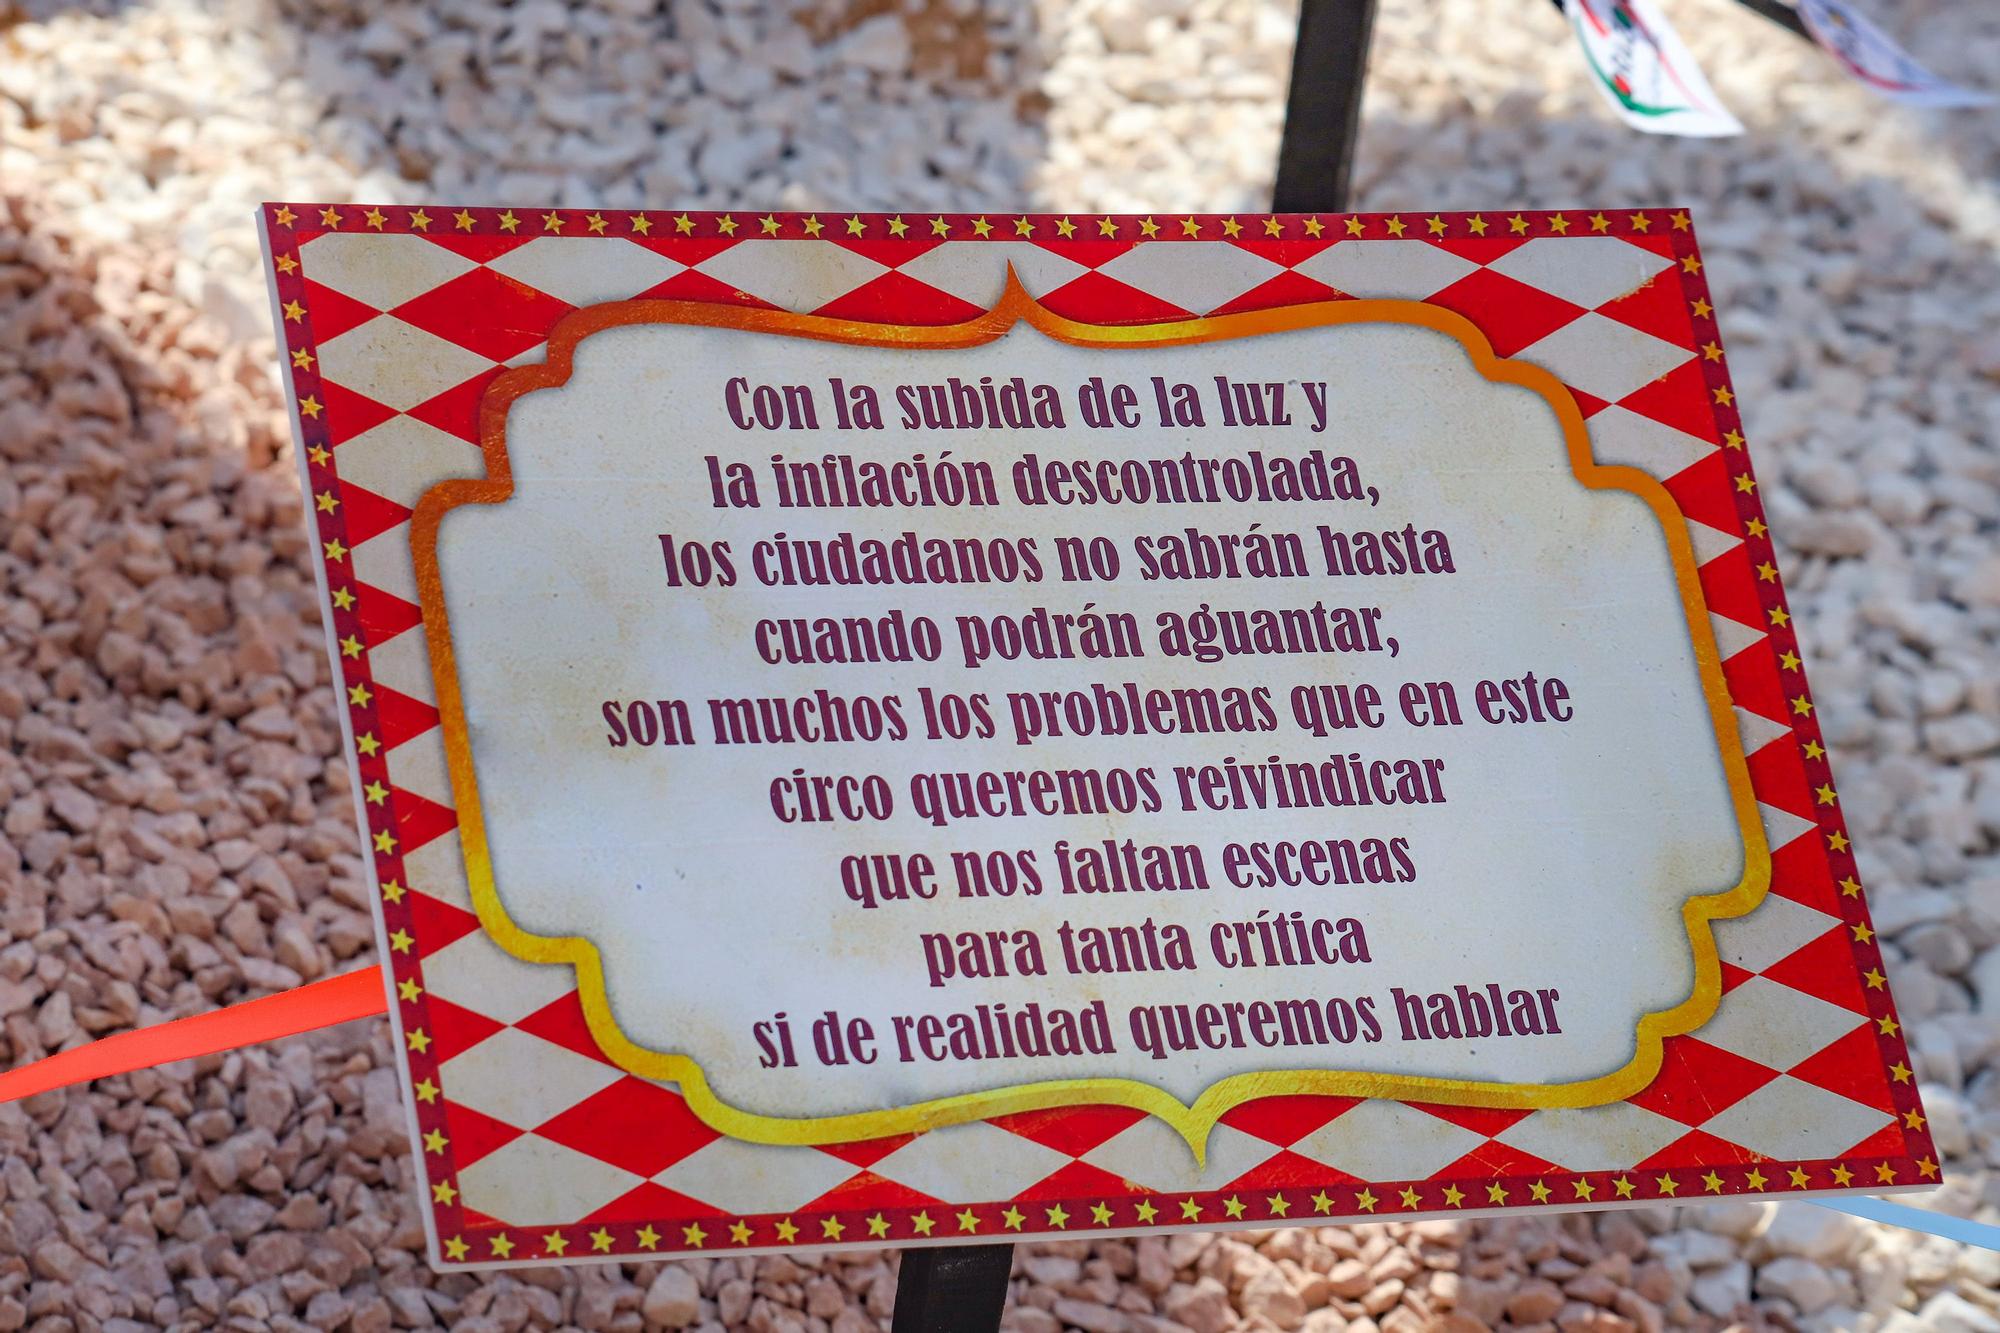 Con la subida de la luz y
la inflación descontrolada,
los ciudadanos no sabrán hasta
cuando podrán aguantar,
son muchos los problemas que en este
circo queremos reivindicar
que nos faltan escenas
para tanta crítica
si de realidad queremos hablar